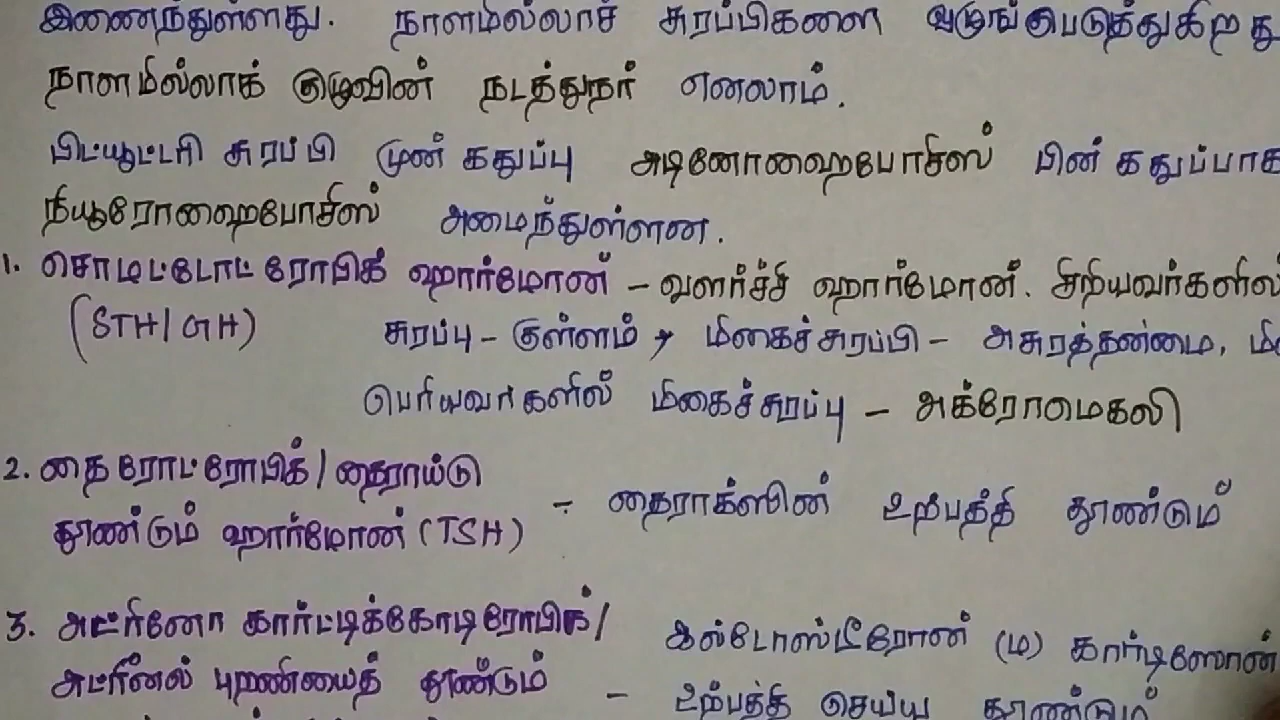 இணைந்துள்ளது. நாளமில்லாச் சுரப்பிகளை ஒழுங்குபடுத்துகிறது
நாளமில்லாக் குழுவின் நடத்துநர் எனலாம்.
பிட்யூட்டரி சுரப்பி முன் கதுப்பு அடினோஹைபோசிஸ் பின் கதுப்பாக
நியூரோஹைபோசிஸ் அமைந்துள்ளன.
1. சொமட்டோட்ரோபிக் ஹார்மோன் – வளர்ச்சி ஹார்மோன். சிறியவர்களில்
(STH/GH) சுரப்பு – குள்ளம், மிகைச்சுரப்பி – அசுரத்தன்மை,
பெரியவர்களில் மிகைச்சுரப்பு – அக்ரோமெகலி
2. தைரோட்ரோபிக் / தைராய்டு
தூண்டும் ஹார்மோன் (TSH) – தைராக்ஸின் உற்பத்தி தூண்டும்
3. அட்ரினோ கார்ட்டிக்கோடிரோபிக் /
அட்ரினல் புறணியைத் தூண்டும் –
அல்டோஸ்டீரோன் (ம) கார்டிஸோன்
உற்பத்தி செய்ய தூண்டும்